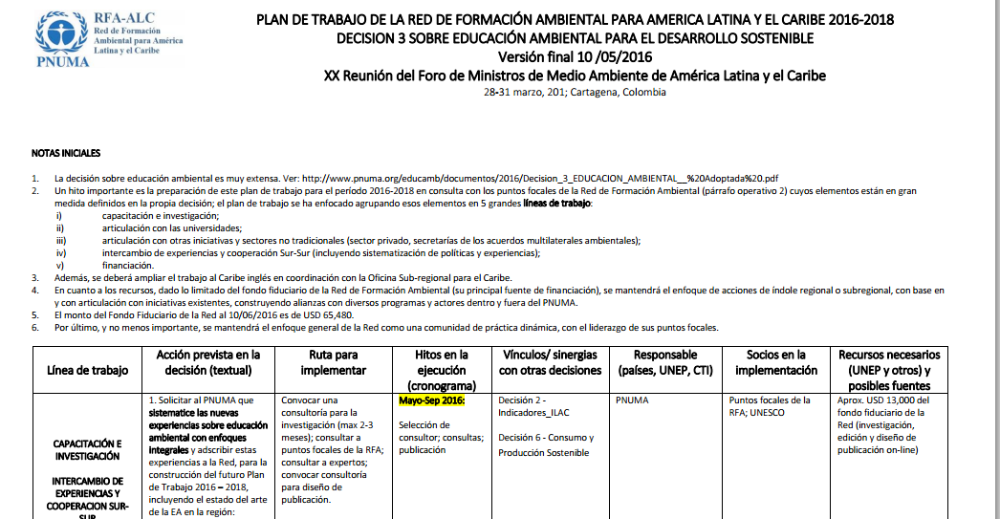 RFA-ALC
Red de Formación
Ambiental para América
Latina y el Caribe
PNUMA
PLAN DE TRABAJO DE LA RED DE FORMACIÓN AMBIENTAL PARA AMERICA LATINA Y EL CARIBE 2016-2018
DECISION 3 SOBRE EDUCACIÓN AMBIENTAL PARA EL DESARROLLO SOSTENIBLE
Versión final 10 /05/2016
XX Reunión del Foro de Ministros de Medio Ambiente de América Latina y el Caribe
28-31 marzo, 201; Cartagena, Colombia
NOTAS INICIALES
1. La decisión sobre educación ambiental es muy extensa. Ver: http://www.pnuma.org/educamb/documentos/2016/Decision_3_EDUCACION_AMBIENTAL__%20Adoptada%20.pdf
2. Un hito importante es la preparación de este plan de trabajo para el período 2016-2018 en consulta con los puntos focales de la Red de Formación Ambiental (párrafo operativo 2) cuyos elementos están en gran
medida definidos en la propia decisión; el plan de trabajo se ha enfocado agrupando esos elementos en 5 grandes líneas de trabajo:
i) capacitación e investigación;
ii) articulación con las universidades;
iii) articulación con otras iniciativas y sectores no tradicionales (sector privado, secretarías de los acuerdos multilaterales ambientales);
iv) intercambio de experiencias y cooperación Sur-Sur (incluyendo sistematización de políticas y experiencias);
v) financiación.
3. Además, se deberá ampliar el trabajo al Caribe inglés en coordinación con la Oficina Sub-regional para el Caribe.
4. En cuanto a los recursos, dado lo limitado del fondo fiduciario de la Red de Formación Ambiental (su principal fuente de financiación), se mantendrá el enfoque de acciones de índole regional o subregional, con base en
y con articulación con iniciativas existentes, construyendo alianzas con diversos programas y actores dentro y fuera del PNUMA.
5. El monto del Fondo Fiduciario de la Red al 10/06/2016 es de USD 65,480.
6. Por último, y no menos importante, se mantendrá el enfoque general de la Red como una comunidad de práctica dinámica, con el liderazgo de sus puntos focales.
Línea de trabajo
Acción prevista en la
decisión (textual)
Ruta para
implementar
Hitos en la
ejecución
(cronograma)
Vínculos/ sinergias
con otras decisiones
Responsable
(países, UNEP, CTI)
Socios en la
implementación
Recursos necesarios
(UNEP y otros) y
posibles fuentes
CAPACITACIÓN E
INVESTIGACIÓN
INTERCAMBIO DE
EXPERIENCIAS Y
COOPERACION SUR-
SUR
1. Solicitar al PNUMA que
sistematice las nuevas
experiencias sobre educación
ambiental con enfoques
integrales y adscribir estas
experiencias a la Red, para la
construcción del futuro Plan
de Trabajo 2016 – 2018,
incluyendo el estado del arte
de la EA en la región:
Convocar una
consultoría para la
investigación (max 2-3
meses); consultar a
puntos focales de la RFA;
consultar a expertos;
convocar consultoría
para diseño de
publicación.
Mayo-Sep 2016:
Selección de
consultor; consultas;
publicación
Decisión 2 -
Indicadores_ILAC
Decisión 6 - Consumo y
Producción Sostenible
PNUMA
Puntos focales de la
RFA; UNESCO
Aprox. USD 13,000 del
fondo fiduciario de la
Red (investigación,
edición y diseño de
publicación on-line)